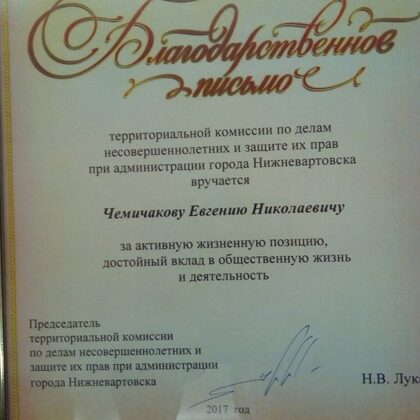 Благодарственное
письмо
территориальной комиссии по делам
несовершеннолетних и защите их прав
при администрации города Нижневартовска
вручается
Чемичакову Евгению Николаевичу
за активную жизненную позицию,
достойный вклад в общественную жизнь
и деятельность
Председатель
территориальной комиссии
по делам несовершеннолетних и
защите их прав при администрации
города Нижневартовска
Н.В. Лук
2017 год